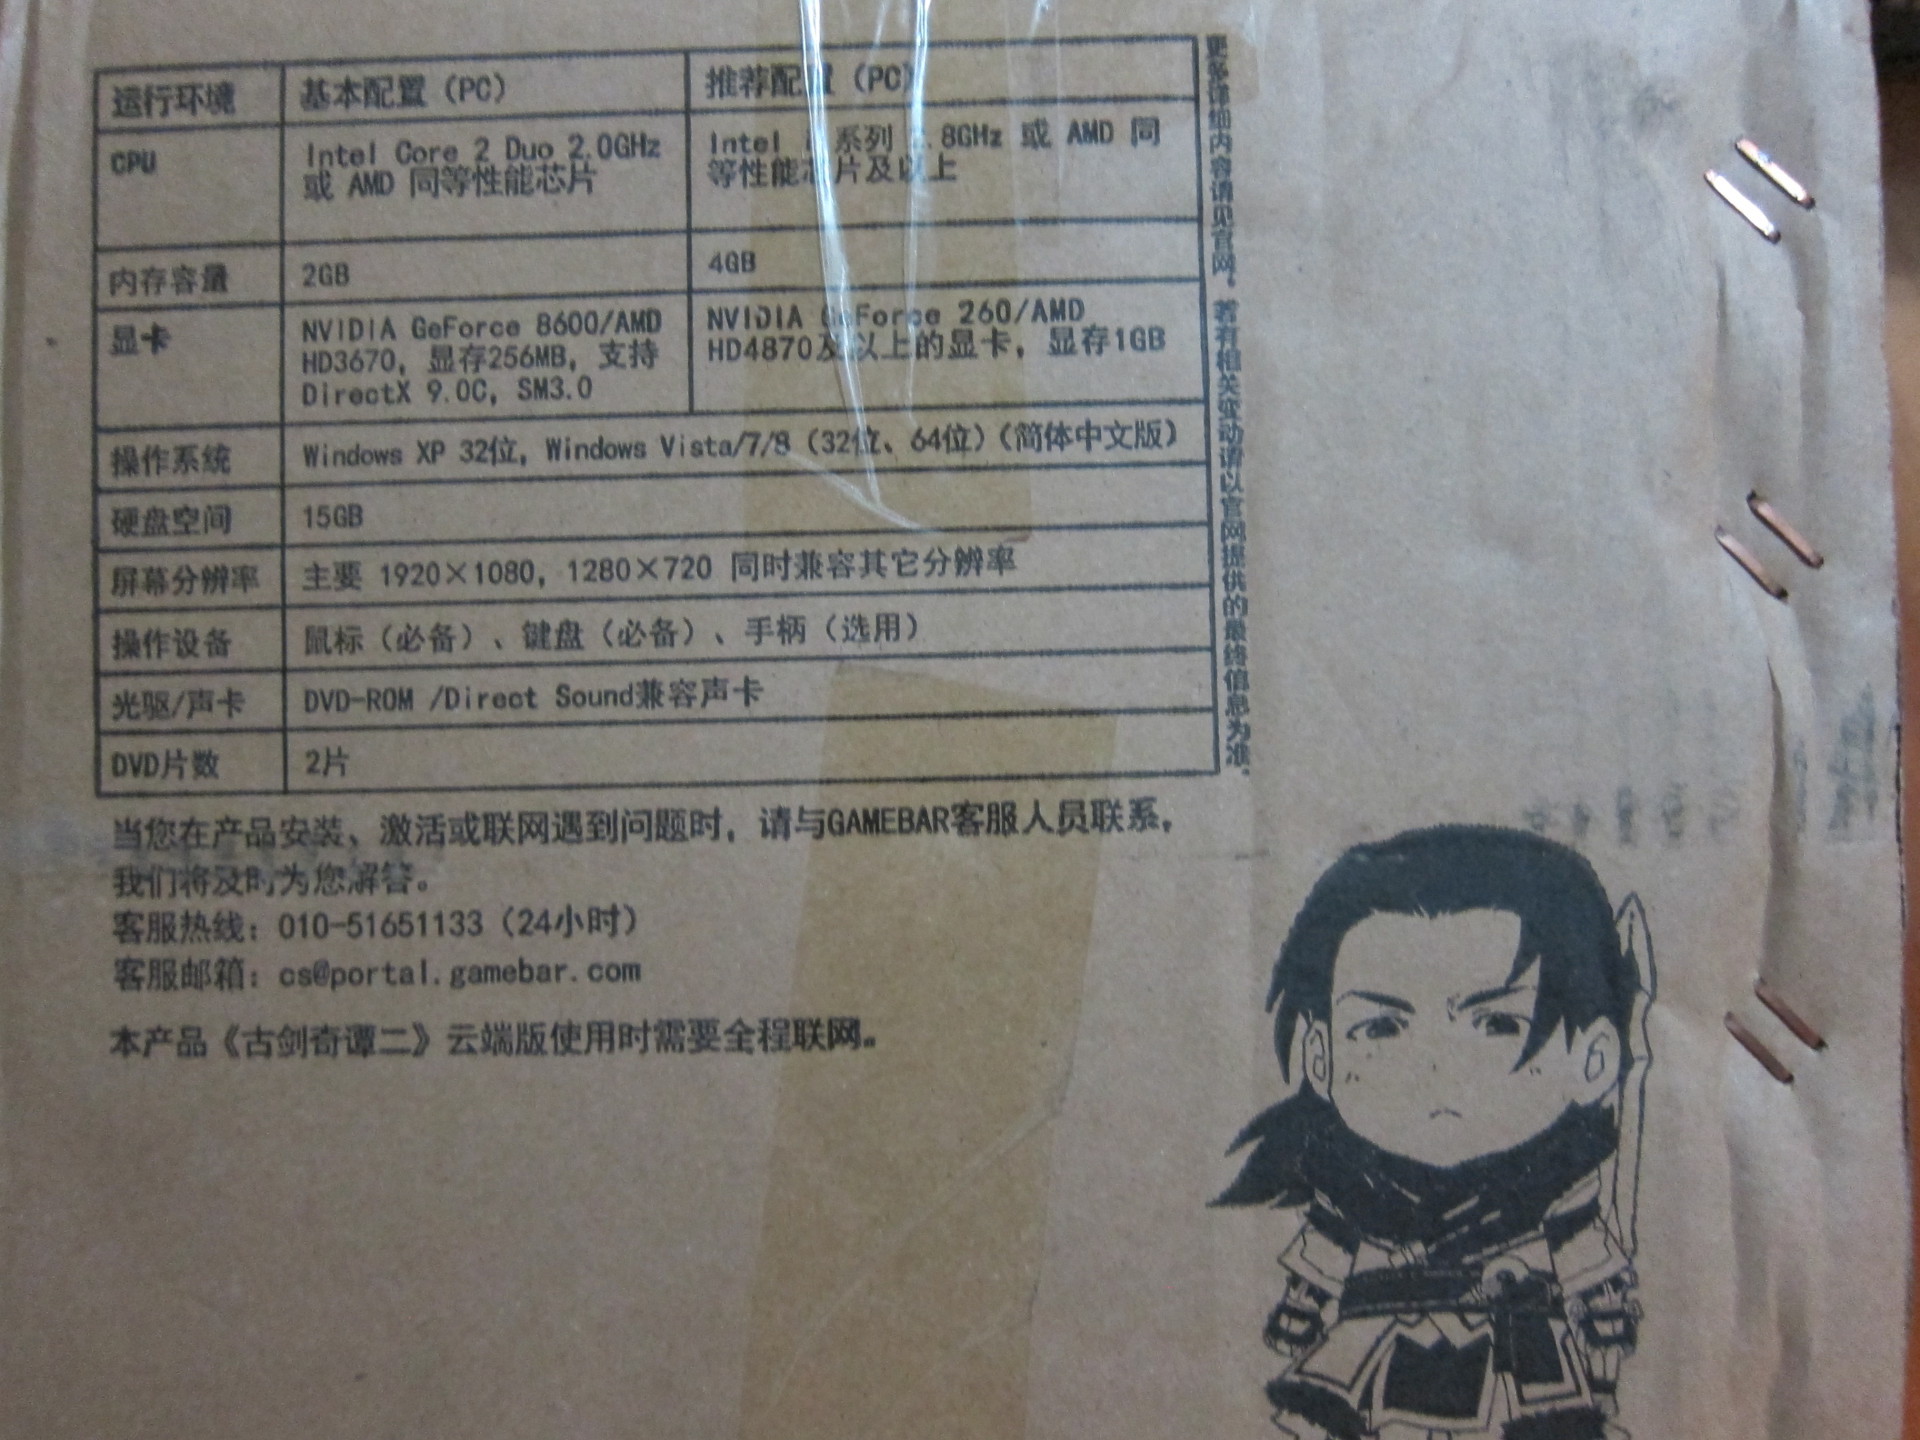 运行环境 基本配置（PC） 推荐配置（PC）
CPU Intel Core 2 Duo 2.0GHz Intel 系列 8GHz 或 AMD 同
或 AMD 同等性能芯片 等性能芯片及以上
内存容量 2GB 4GB
显卡 NVIDIA GeForce 8600/AMD NVIDIA GeForce 260/AMD
HD3670，显存256MB，支持 HD4870及以上的显卡，显存1GB
DirectX 9.0C，SM3.0
操作系统 Windows XP 32位，Windows Vista/7/8（32位、64位）（简体中文版）
硬盘空间 15GB
屏幕分辨率 主要 1920×1080，1280×720 同时兼容其它分辨率
操作设备 鼠标（必备）、键盘（必备）、手柄（选用）
光驱/声卡 DVD-ROM /Direct Sound兼容声卡
DVD片数 2片
更多详细内容请见官网。若有相关变动请以官网提供的最终信息为准.
当您在产品安装、激活或联网遇到问题时，请与GAMEBAR客服人员联系，
我们将及时为您解答。
客服热线：010-51651133（24小时）
客服邮箱：cs@portal.gamebar.com
本产品《古剑奇谭二》云端版使用时需要全程联网。